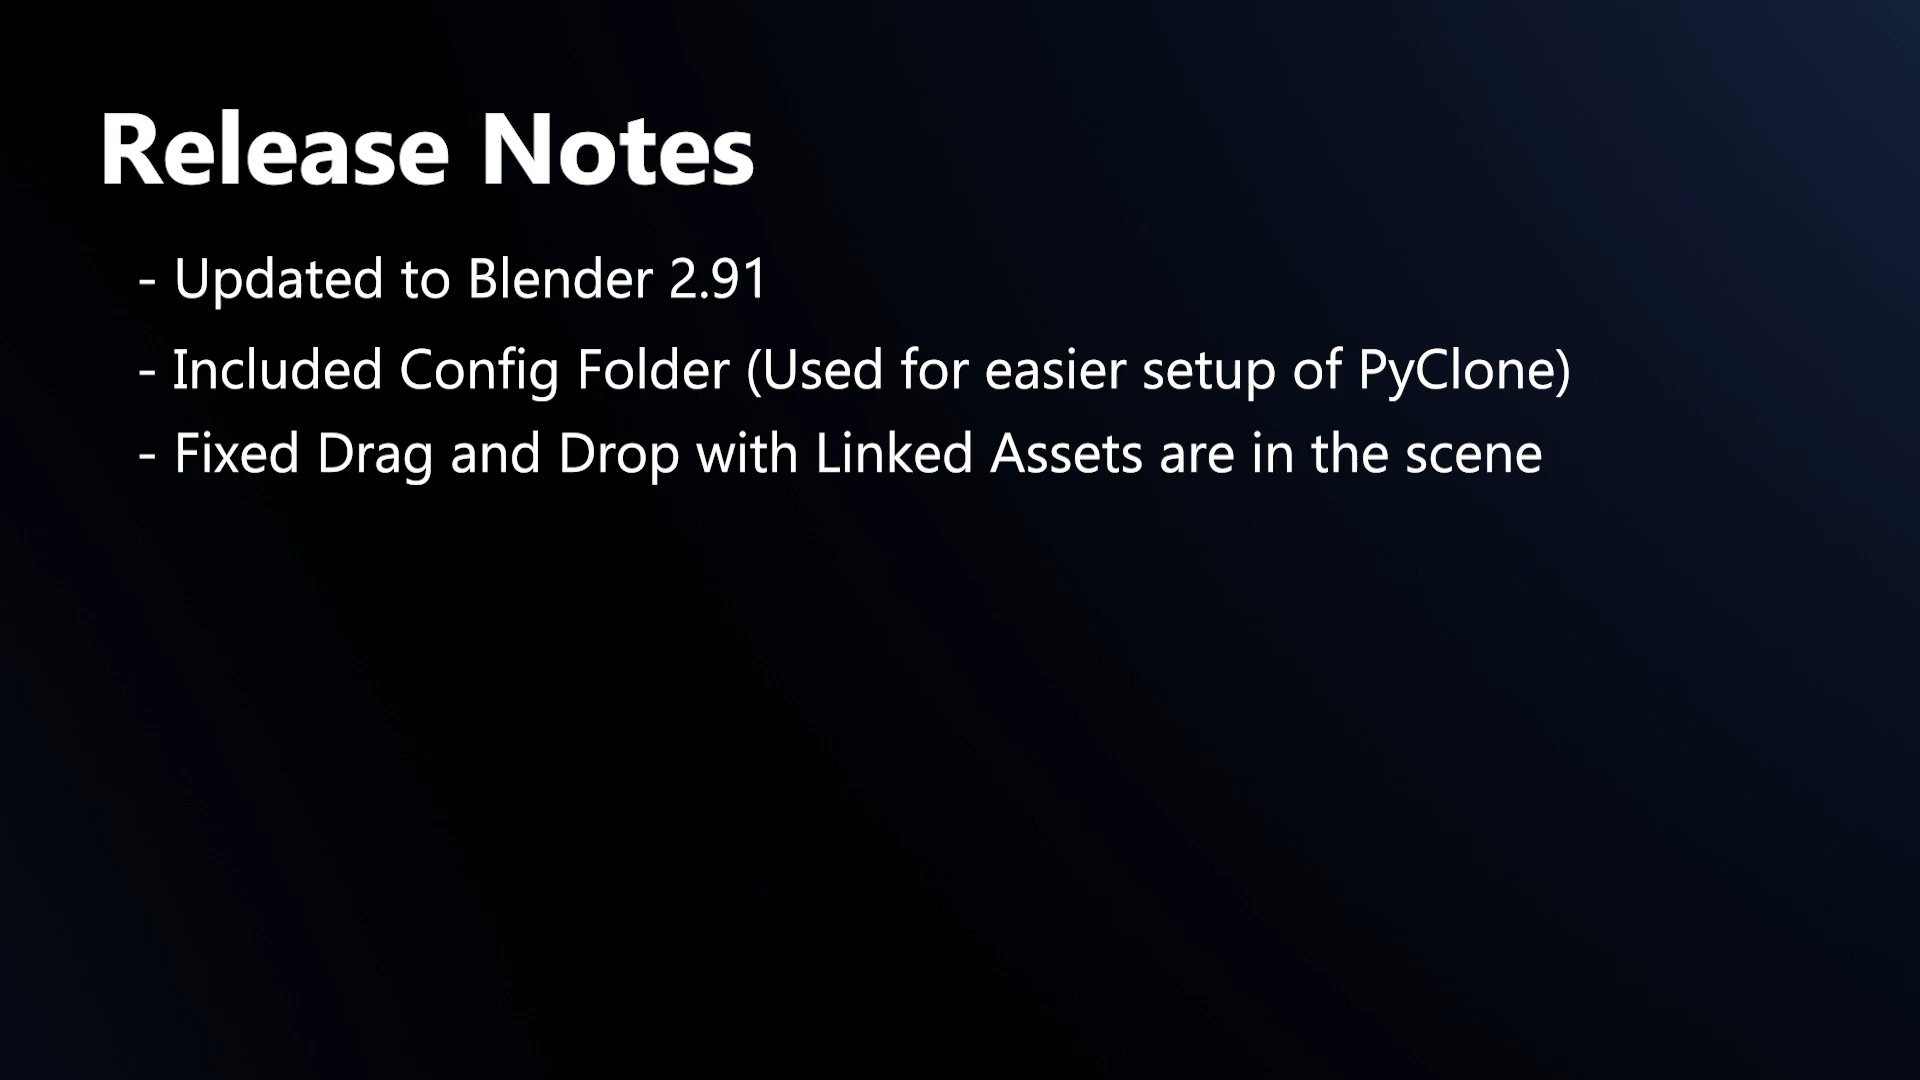 Release Notes
- Updated to Blender 2.91
- Included Config Folder (Used for easier setup of PyClone)
- Fixed Drag and Drop with Linked Assets are in the scene